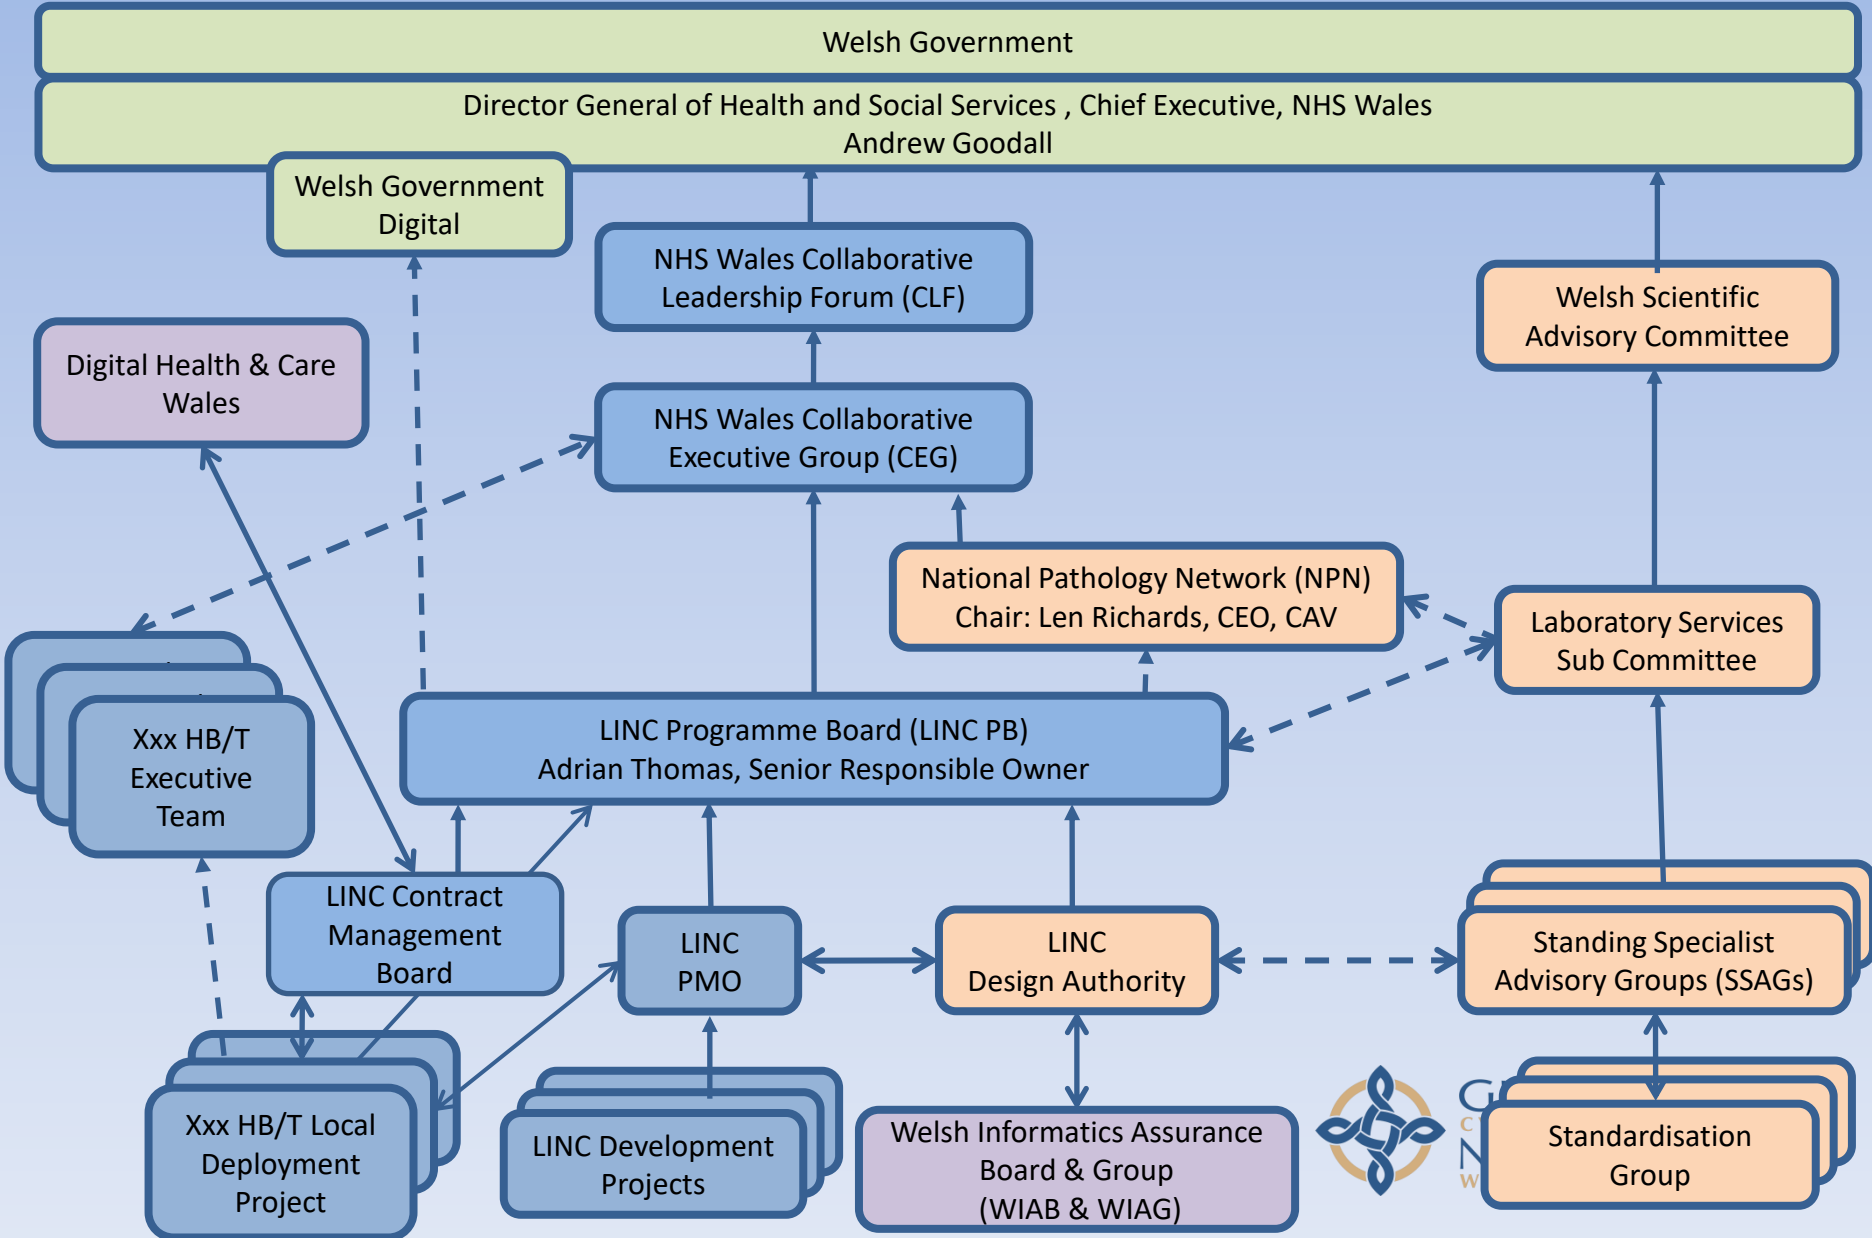 Welsh Government
Director General of Health and Social Services , Chief Executive, NHS Wales
Andrew Goodall
Welsh Government
Digital
NHS Wales Collaborative
Leadership Forum (CLF)
Welsh Scientific
Advisory Committee
Digital Health & Care
Wales
NHS Wales Collaborative
Executive Group (CEG)
National Pathology Network (NPN)
Chair: Len Richards, CEO, CAV
Laboratory Services
Sub Committee
LINC Programme Board (LINC PB)
Adrian Thomas, Senior Responsible Owner
Xxx HB/T
Executive
Team
LINC Contract
Management
Board
LINC
PMO
LINC
Design Authority
Standing Specialist
Advisory Groups (SSAGs)
Xxx HB/T Local
Deployment
Project
LINC Development
Projects
Welsh Informatics Assurance
Board & Group
(WIAB & WIAG)
Standardisation
Group